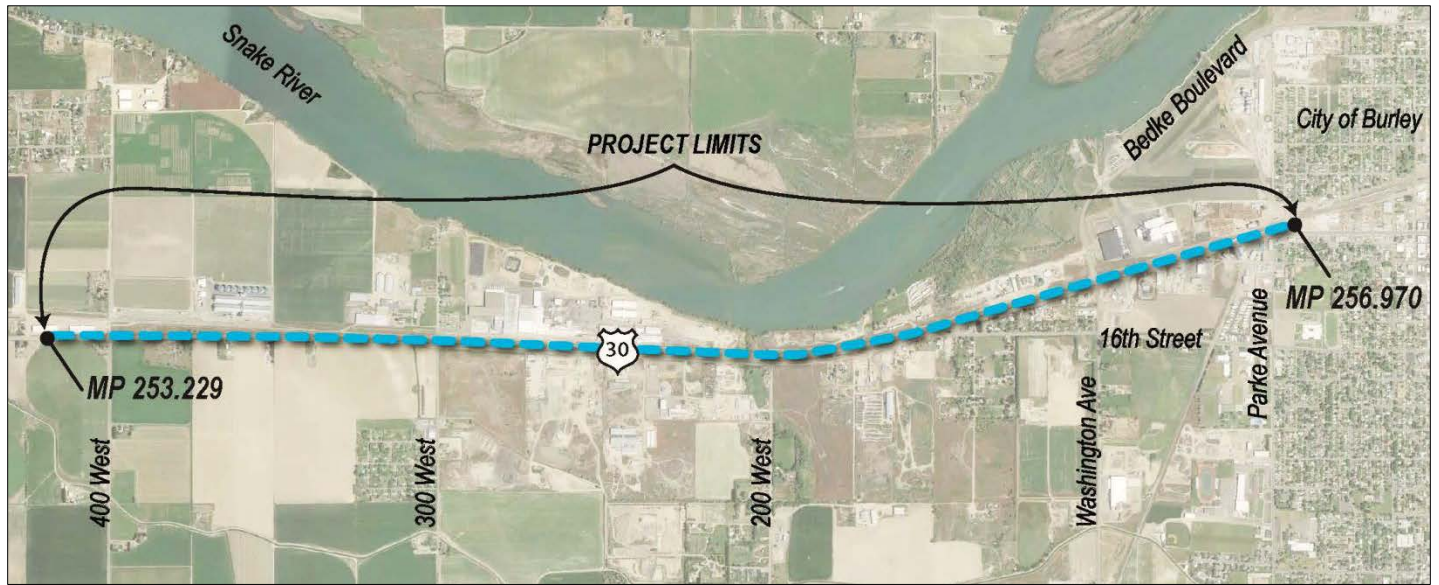 Snake River
Bedke Boulevard
City of Burley
PROJECT LIMITS
MP 256.970
16th Street
30
Parke Avenue
MP 253.229
400 West
300 West
200 West
Washington Ave